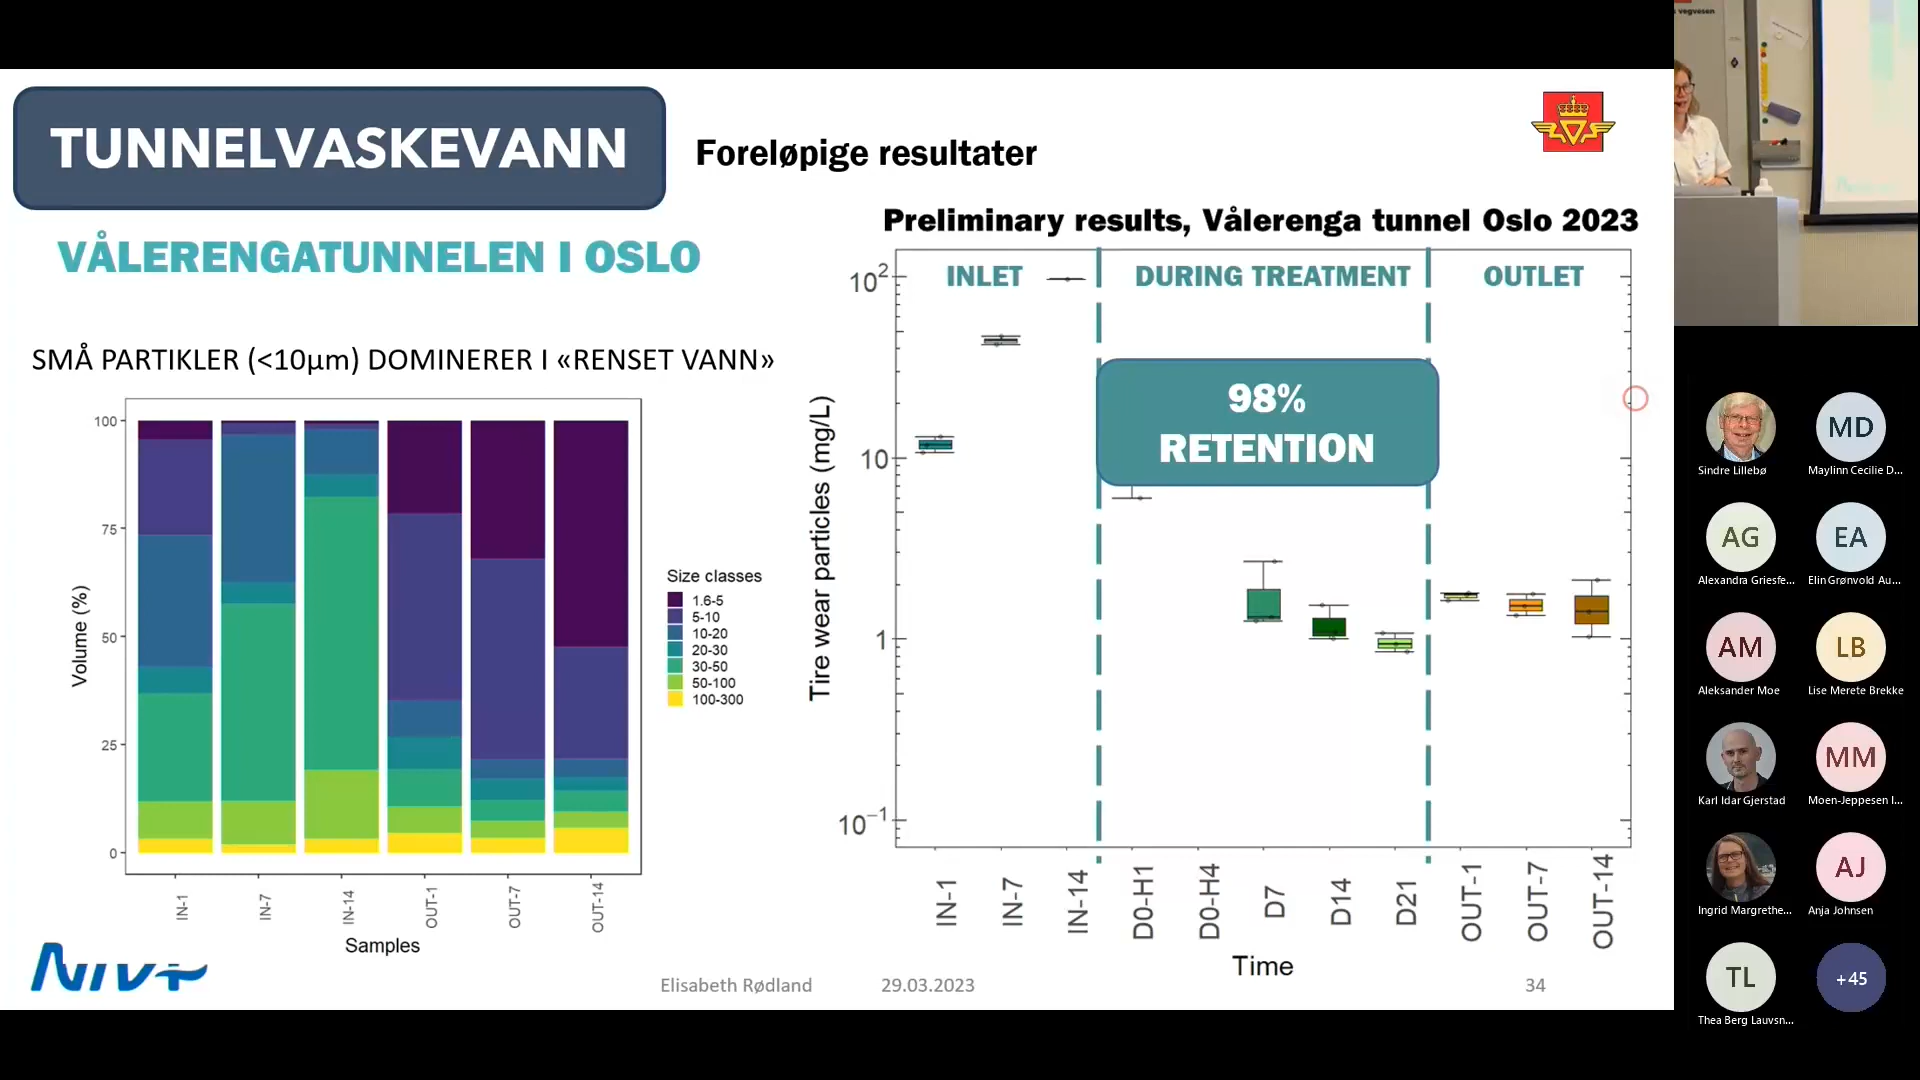 TUNNELVASKEVANN
Foreløpige resultater
VÅLERENGATUNNELEN I OSLO
SMÅ PARTIKLER (<10µm) DOMINERER I «RENSET VANN»
100
75
50
25
0
Volume (%)
IN-1
IN-7
IN-14
OUT-1
OUT-7
OUT-14
Samples
Size classes
1.6-5
5-10
10-20
20-30
30-50
50-100
100-300
Preliminary results, Vålerenga tunnel Oslo 2023
INLET
DURING TREATMENT
OUTLET
98%
RETENTION
10²
10
1
10⁻¹
Tire wear particles (mg/L)
IN-1
IN-7
IN-14
D0-H1
D0-H4
D7
D14
D21
OUT-1
OUT-7
OUT-14
Time
NIVA
Elisabeth Rødland
29.03.2023
34
vegvesen
Sindre Lillebø
MD
Maylinn Cecilie D...
AG
Alexandra Griesfe...
EA
Elin Grønvold Au...
AM
Aleksander Moe
LB
Lise Merete Brekke
Karl Idar Gjerstad
MM
Moen-Jeppesen I...
Ingrid Margrethe...
AJ
Anja Johnsen
TL
Thea Berg Lauvsn...
+45